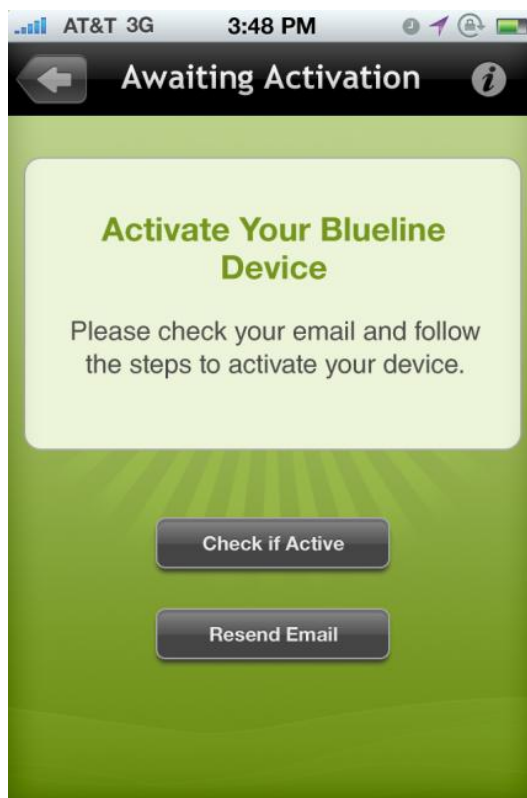 AT&T 3G 3:48 PM
Awaiting Activation i
Activate Your Blueline
Device
Please check your email and follow
the steps to activate your device.
Check if Active
Resend Email